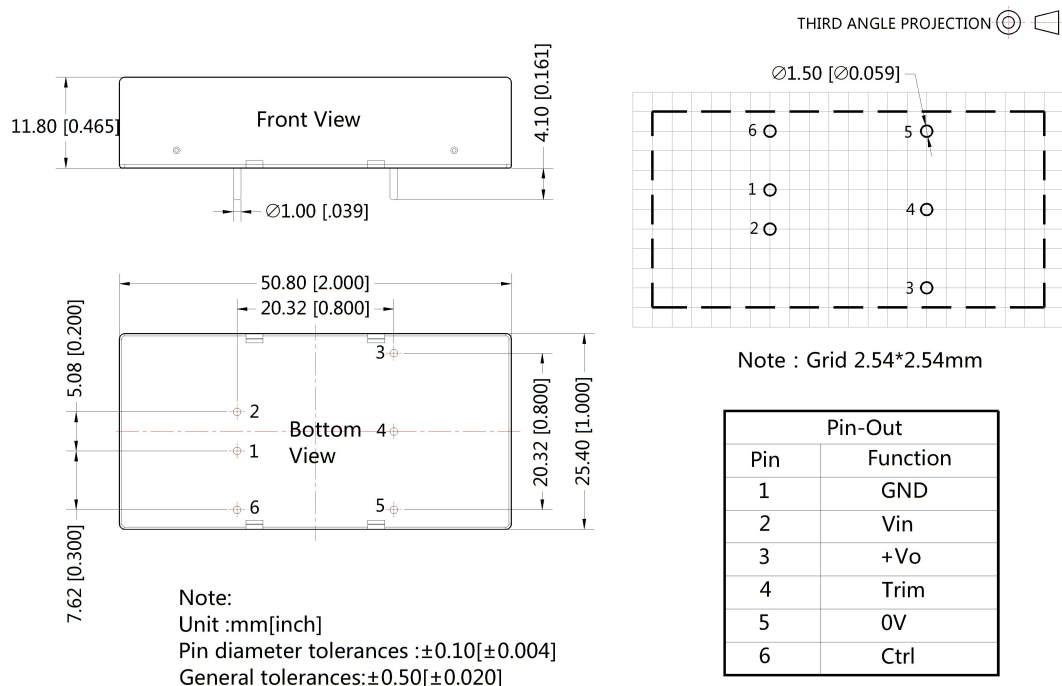 THIRD ANGLE PROJECTION
11.80 [0.465]
Front View
4.10 [0.161]
∅1.00 [.039]
∅1.50 [∅0.059]
6
5
1
4
2
3
Note : Grid 2.54*2.54mm
50.80 [2.000]
20.32 [0.800]
5.08 [0.200]
7.62 [0.300]
3
2
Bottom
View
4
1
6
5
20.32 [0.800]
25.40 [1.000]
Note:
Unit :mm[inch]
Pin diameter tolerances :±0.10[±0.004]
General tolerances:±0.50[±0.020]
Pin-Out
Pin Function
1 GND
2 Vin
3 +Vo
4 Trim
5 0V
6 Ctrl